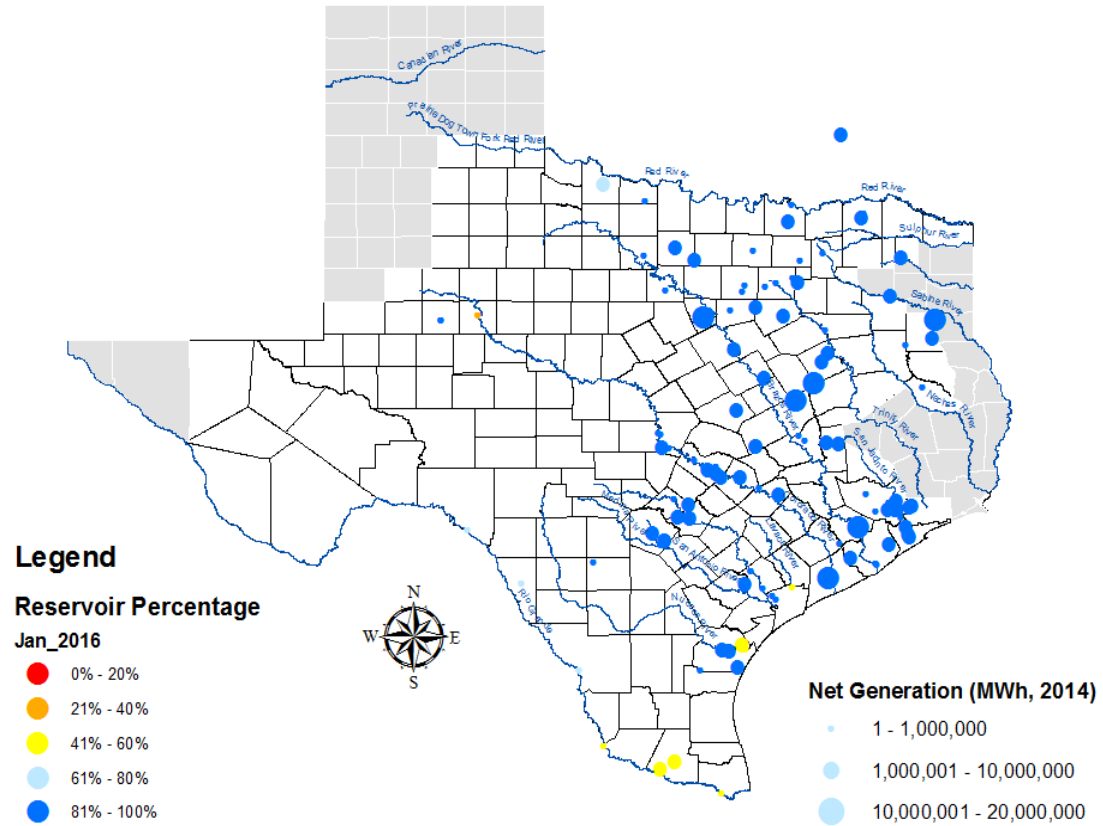 Canadian River
Prairie Dog Town Fork Red River
Red River
Red River
Sulphur River
Sabine River
Brazos River
Neches River
Trinity River
San Jacinto River
Colorado River
Medina River
Lavaca River
San Antonio River
Nueces River
Rio Grande
N
W
E
S
Legend
Reservoir Percentage
Jan_2016
0% - 20%
21% - 40%
41% - 60%
61% - 80%
81% - 100%
Net Generation (MWh, 2014)
1 - 1,000,000
1,000,001 - 10,000,000
10,000,001 - 20,000,000